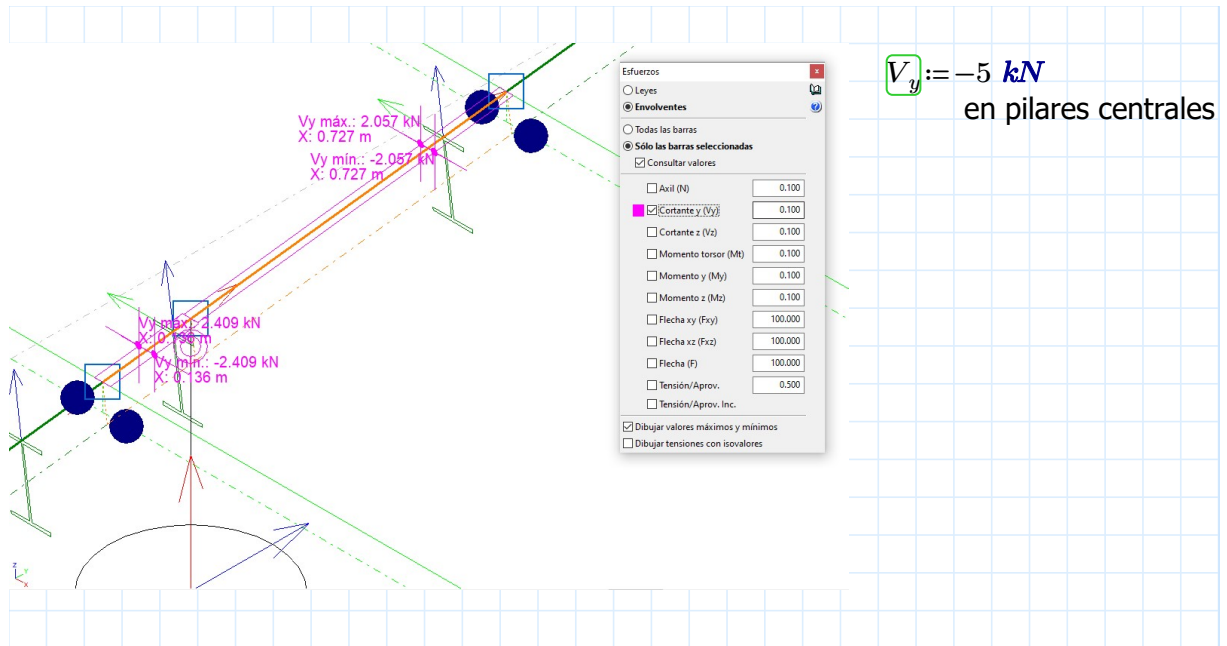 Vy máx.: 2.057 kN
X: 0.727 m
Vy mín.: -2.057 kN
X: 0.727 m
Vy máx.: 2.409 kN
X: 0.136 m
Vy mín.: -2.409 kN
X: 0.136 m
z
y
x
Esfuerzos
x
Leyes
Envolventes
?
Todas las barras
Sólo las barras seleccionadas
Consultar valores
Axil (N) 0.100
Cortante y (Vy) 0.100
Cortante z (Vz) 0.100
Momento torsor (Mt) 0.100
Momento y (My) 0.100
Momento z (Mz) 0.100
Flecha xy (Fxy) 100.000
Flecha xz (Fxz) 100.000
Flecha (F) 100.000
Tensión/Aprov. 0.500
Tensión/Aprov. Inc.
Dibujar valores máximos y mínimos
Dibujar tensiones con isovalores
V_y := -5 kN
en pilares centrales